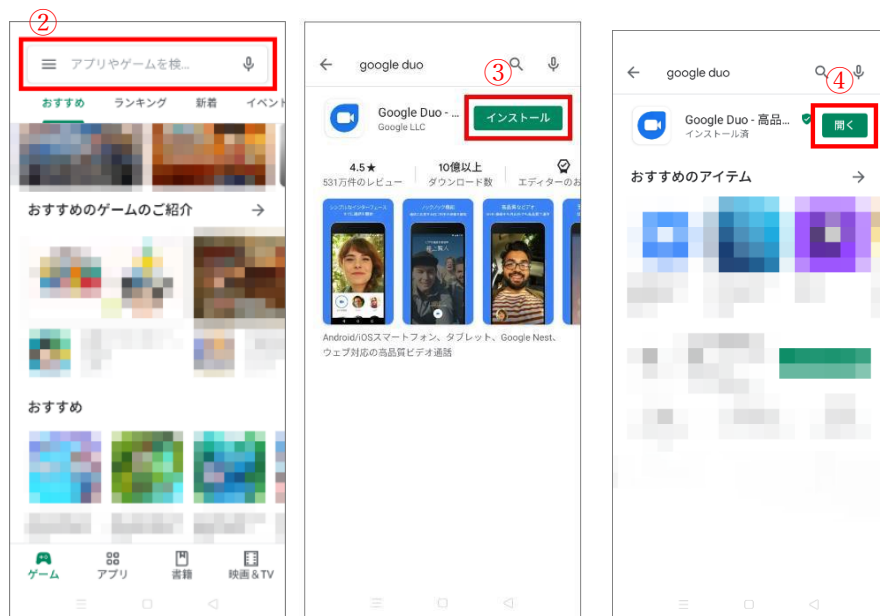 ②
アプリやゲームを検...
おすすめ ランキング 新着 イベント
おすすめのゲームのご紹介
おすすめ
ゲーム アプリ 書籍 映画&TV
google duo
③
Google Duo - ...
Google LLC
インストール
4.5★ 10億以上
531万件のレビュー ダウンロード数 エディターのお
Android/iOSスマートフォン、タブレット、Google Nest、
ウェブ対応の高品質ビデオ通話
google duo
④
Google Duo - 高品...
インストール済
開く
おすすめのアイテム